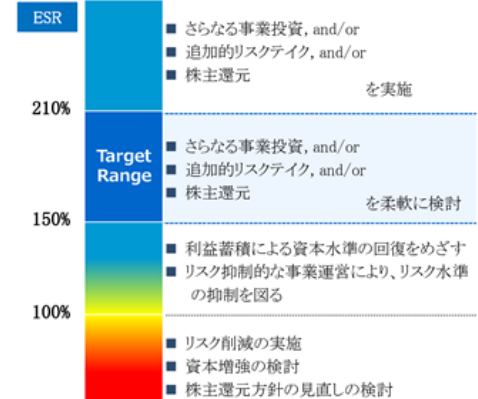 ESR
■ さらなる事業投資, and/or
■ 追加的リスクテイク, and/or
■ 株主還元
を実施
210%
Target
Range
■ さらなる事業投資, and/or
■ 追加的リスクテイク, and/or
■ 株主還元
を柔軟に検討
150%
■ 利益蓄積による資本水準の回復をめざす
■ リスク抑制的な事業運営により、リスク水準
の抑制を図る
100%
■ リスク削減の実施
■ 資本増強の検討
■ 株主還元方針の見直しの検討